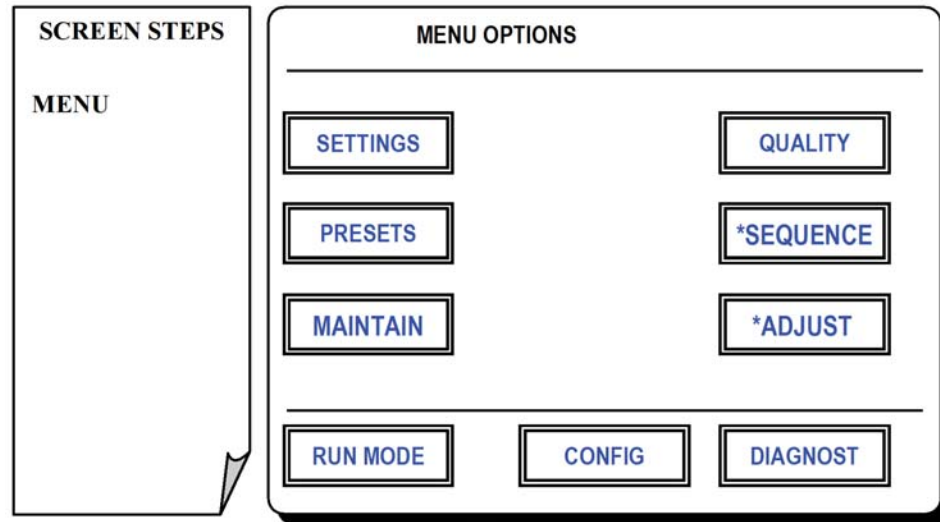 SCREEN STEPS
MENU
MENU OPTIONS
SETTINGS
QUALITY
PRESETS
*SEQUENCE
MAINTAIN
*ADJUST
RUN MODE
CONFIG
DIAGNOST